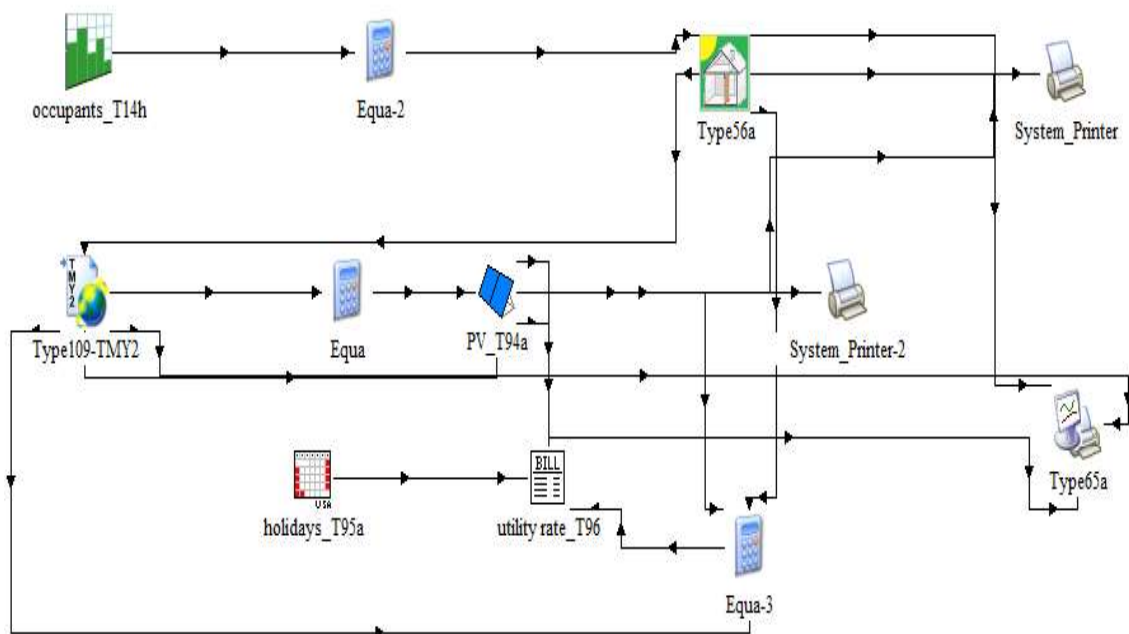 occupants_T14h
Equa-2
Type56a
System_Printer
TMY2
Type109-TMY2
Equa
PV_T94a
System_Printer-2
Type65a
USA
holidays_T95a
BILL
utility rate_T96
Equa-3